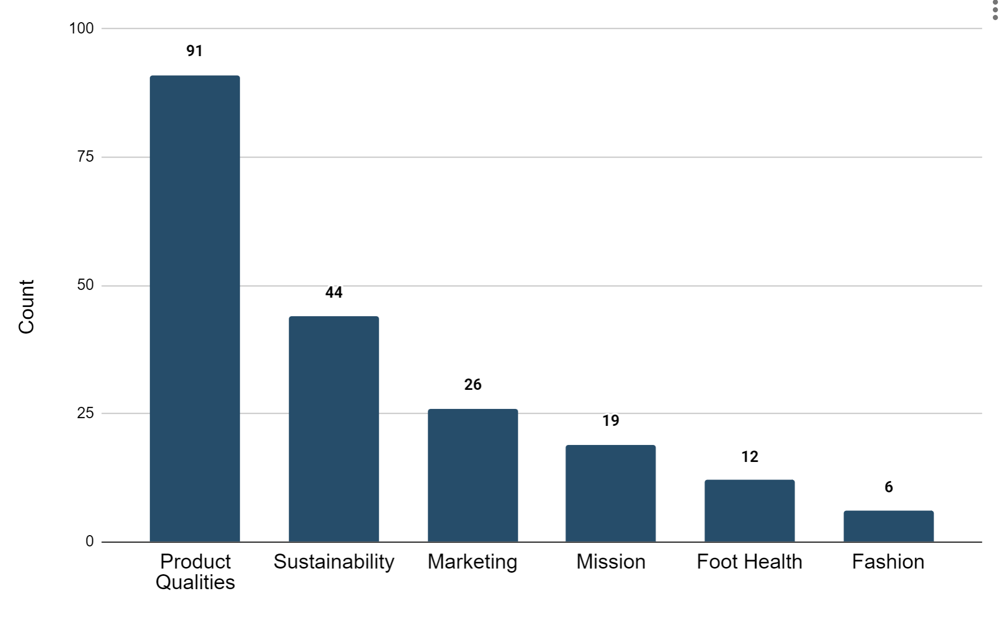 100
91
75
50
44
26
25
19
12
6
0
Count
Product
Qualities
Sustainability
Marketing
Mission
Foot Health
Fashion